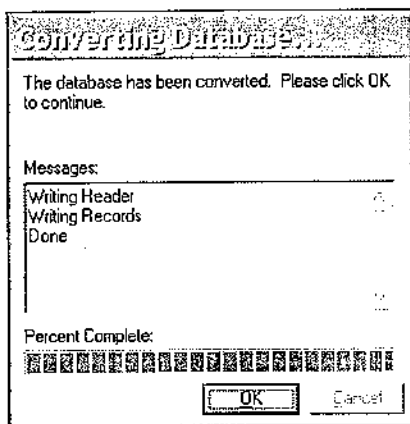 Converting Database...
The database has been converted. Please click OK
to continue.
Messages:
Writing Header
Writing Records
Done
Percent Complete:
OK Cancel